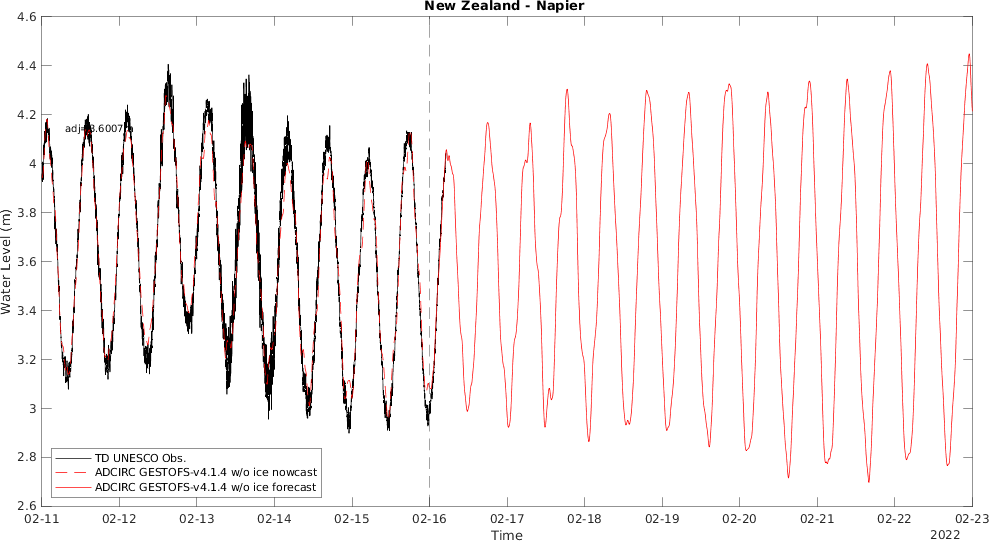 New Zealand - Napier
4.6
4.4
4.2
4
3.8
3.6
3.4
3.2
3
2.8
2.6
Water Level (m)
adj=3.6007m
TD UNESCO Obs.
ADCIRC GESTOFS-v4.1.4 w/o ice nowcast
ADCIRC GESTOFS-v4.1.4 w/o ice forecast
02-11 02-12 02-13 02-14 02-15 02-16 02-17 02-18 02-19 02-20 02-21 02-22 02-23
Time
2022